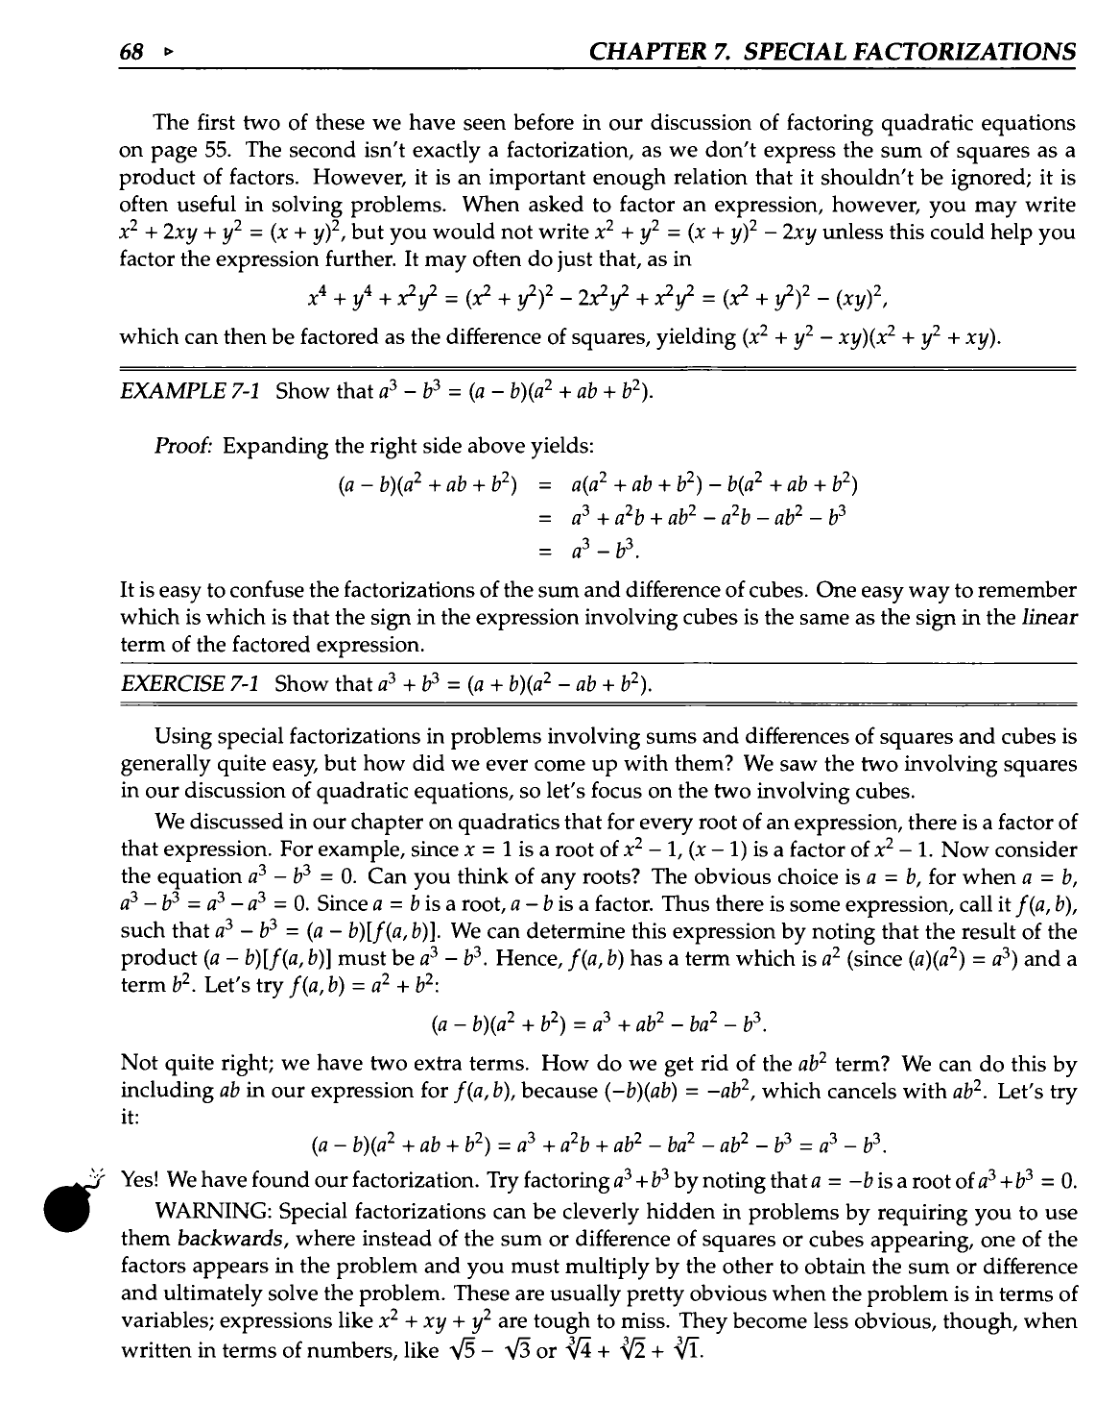 68 ▷ CHAPTER 7. SPECIAL FACTORIZATIONS
The first two of these we have seen before in our discussion of factoring quadratic equations
on page 55. The second isn't exactly a factorization, as we don't express the sum of squares as a
product of factors. However, it is an important enough relation that it shouldn't be ignored; it is
often useful in solving problems. When asked to factor an expression, however, you may write
x² + 2xy + y² = (x + y)², but you would not write x² + y² = (x + y)² − 2xy unless this could help you
factor the expression further. It may often do just that, as in
x⁴ + y⁴ + x²y² = (x² + y²)² − 2x²y² + x²y² = (x² + y²)² − (xy)²,
which can then be factored as the difference of squares, yielding (x² + y² − xy)(x² + y² + xy).
EXAMPLE 7-1 Show that a³ − b³ = (a − b)(a² + ab + b²).
Proof: Expanding the right side above yields:
(a − b)(a² + ab + b²) = a(a² + ab + b²) − b(a² + ab + b²)
= a³ + a²b + ab² − a²b − ab² − b³
= a³ − b³.
It is easy to confuse the factorizations of the sum and difference of cubes. One easy way to remember
which is which is that the sign in the expression involving cubes is the same as the sign in the linear
term of the factored expression.
EXERCISE 7-1 Show that a³ + b³ = (a + b)(a² − ab + b²).
Using special factorizations in problems involving sums and differences of squares and cubes is
generally quite easy, but how did we ever come up with them? We saw the two involving squares
in our discussion of quadratic equations, so let's focus on the two involving cubes.
We discussed in our chapter on quadratics that for every root of an expression, there is a factor of
that expression. For example, since x = 1 is a root of x² − 1, (x − 1) is a factor of x² − 1. Now consider
the equation a³ − b³ = 0. Can you think of any roots? The obvious choice is a = b, for when a = b,
a³ − b³ = a³ − a³ = 0. Since a = b is a root, a − b is a factor. Thus there is some expression, call it f(a, b),
such that a³ − b³ = (a − b)[f(a, b)]. We can determine this expression by noting that the result of the
product (a − b)[f(a, b)] must be a³ − b³. Hence, f(a, b) has a term which is a² (since (a)(a²) = a³) and a
term b². Let's try f(a, b) = a² + b²:
(a − b)(a² + b²) = a³ + ab² − ba² − b³.
Not quite right; we have two extra terms. How do we get rid of the ab² term? We can do this by
including ab in our expression for f(a, b), because (−b)(ab) = −ab², which cancels with ab². Let's try
it:
(a − b)(a² + ab + b²) = a³ + a²b + ab² − ba² − ab² − b³ = a³ − b³.
Yes! We have found our factorization. Try factoring a³ + b³ by noting that a = −b is a root of a³ + b³ = 0.
WARNING: Special factorizations can be cleverly hidden in problems by requiring you to use
them backwards, where instead of the sum or difference of squares or cubes appearing, one of the
factors appears in the problem and you must multiply by the other to obtain the sum or difference
and ultimately solve the problem. These are usually pretty obvious when the problem is in terms of
variables; expressions like x² + xy + y² are tough to miss. They become less obvious, though, when
written in terms of numbers, like √5 − √3 or ∛4 + ∛2 + ∛1.